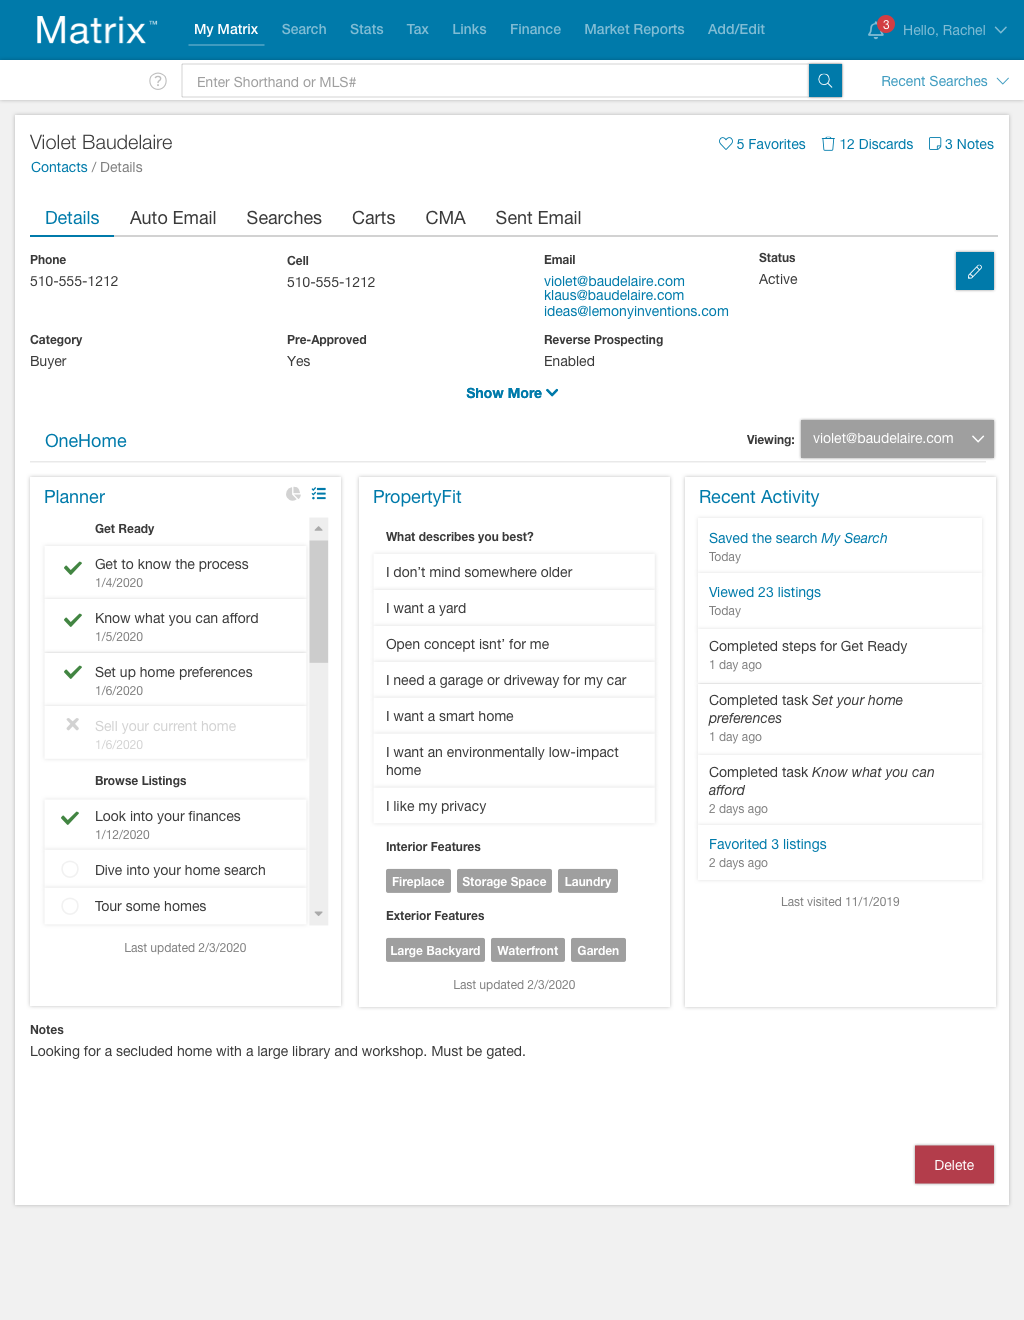 Matrix™
My Matrix Search Stats Tax Links Finance Market Reports Add/Edit
3
Hello, Rachel
?
Enter Shorthand or MLS#
Recent Searches
Violet Baudelaire
5 Favorites 12 Discards 3 Notes
Contacts / Details
Details Auto Email Searches Carts CMA Sent Email
Phone
510-555-1212
Cell
510-555-1212
Email
violet@baudelaire.com
klaus@baudelaire.com
ideas@lemonyinventions.com
Status
Active
Category
Buyer
Pre-Approved
Yes
Reverse Prospecting
Enabled
Show More
OneHome
Viewing: violet@baudelaire.com
Planner
Get Ready
Get to know the process
1/4/2020
Know what you can afford
1/5/2020
Set up home preferences
1/6/2020
Sell your current home
1/6/2020
Browse Listings
Look into your finances
1/12/2020
Dive into your home search
Tour some homes
Last updated 2/3/2020
PropertyFit
What describes you best?
I don’t mind somewhere older
I want a yard
Open concept isnt’ for me
I need a garage or driveway for my car
I want a smart home
I want an environmentally low-impact
home
I like my privacy
Interior Features
Fireplace Storage Space Laundry
Exterior Features
Large Backyard Waterfront Garden
Last updated 2/3/2020
Recent Activity
Saved the search My Search
Today
Viewed 23 listings
Today
Completed steps for Get Ready
1 day ago
Completed task Set your home
preferences
1 day ago
Completed task Know what you can
afford
2 days ago
Favorited 3 listings
2 days ago
Last visited 11/1/2019
Notes
Looking for a secluded home with a large library and workshop. Must be gated.
Delete